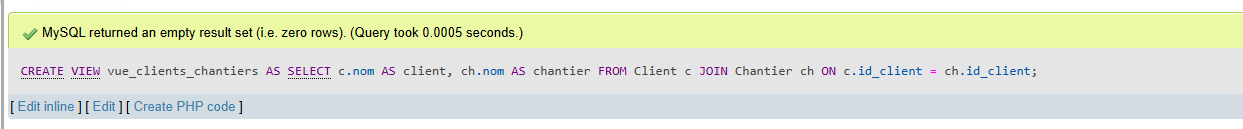 MySQL returned an empty result set (i.e. zero rows). (Query took 0.0005 seconds.)
CREATE VIEW vue_clients_chantiers AS SELECT c.nom AS client, ch.nom AS chantier FROM Client c JOIN Chantier ch ON c.id_client = ch.id_client;
[ Edit inline ] [ Edit ] [ Create PHP code ]